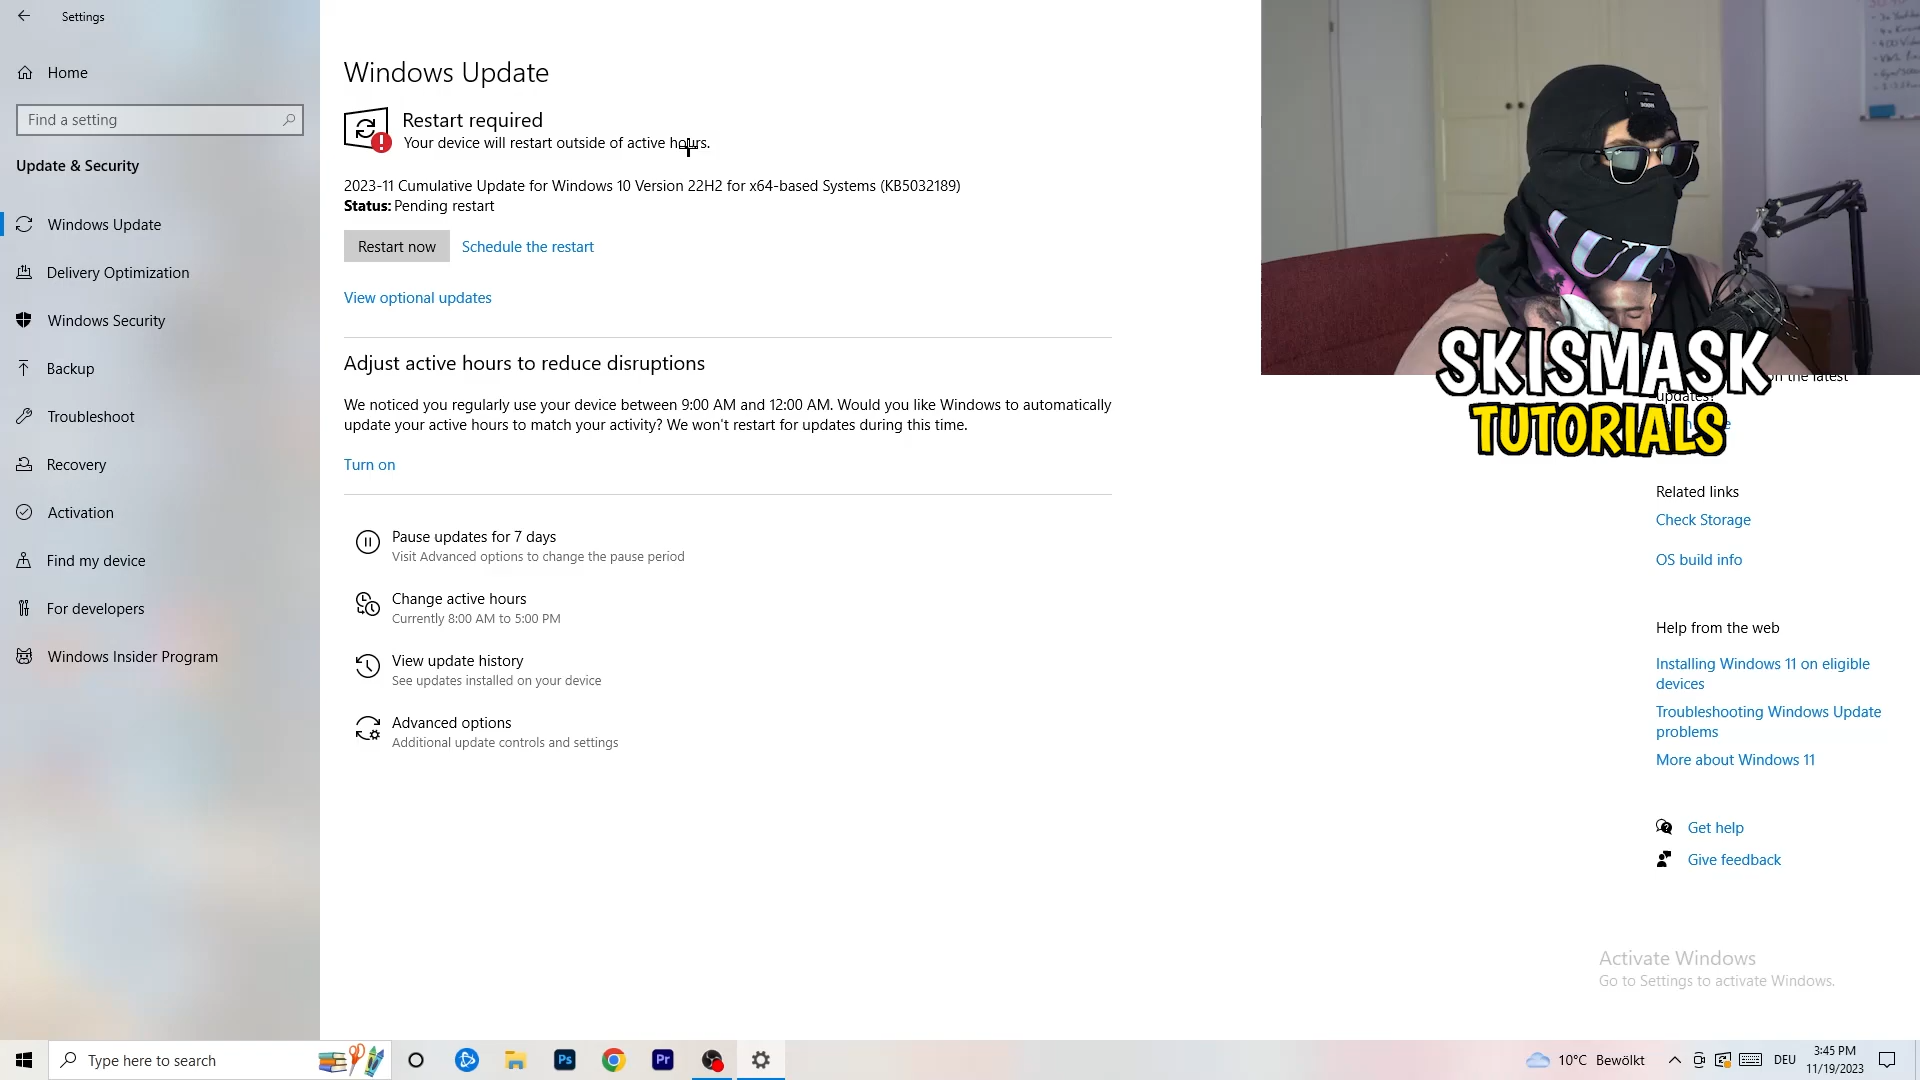 Settings
Home
Find a setting
Update & Security
Windows Update
Delivery Optimization
Windows Security
Backup
Troubleshoot
Recovery
Activation
Find my device
For developers
Windows Insider Program
Windows Update
Restart required
Your device will restart outside of active hours.
2023-11 Cumulative Update for Windows 10 Version 22H2 for x64-based Systems (KB5032189)
Status: Pending restart
Restart now
Schedule the restart
View optional updates
Adjust active hours to reduce disruptions
We noticed you regularly use your device between 9:00 AM and 12:00 AM. Would you like Windows to automatically
update your active hours to match your activity? We won't restart for updates during this time.
Turn on
Pause updates for 7 days
Visit Advanced options to change the pause period
Change active hours
Currently 8:00 AM to 5:00 PM
View update history
See updates installed on your device
Advanced options
Additional update controls and settings
SKISMASK
TUTORIALS
on the latest
updates?
Related links
Check Storage
OS build info
Help from the web
Installing Windows 11 on eligible
devices
Troubleshooting Windows Update
problems
More about Windows 11
Get help
Give feedback
Activate Windows
Go to Settings to activate Windows.
Type here to search
Ps
Pr
10°C Bewölkt
DEU
3:45 PM
11/19/2023